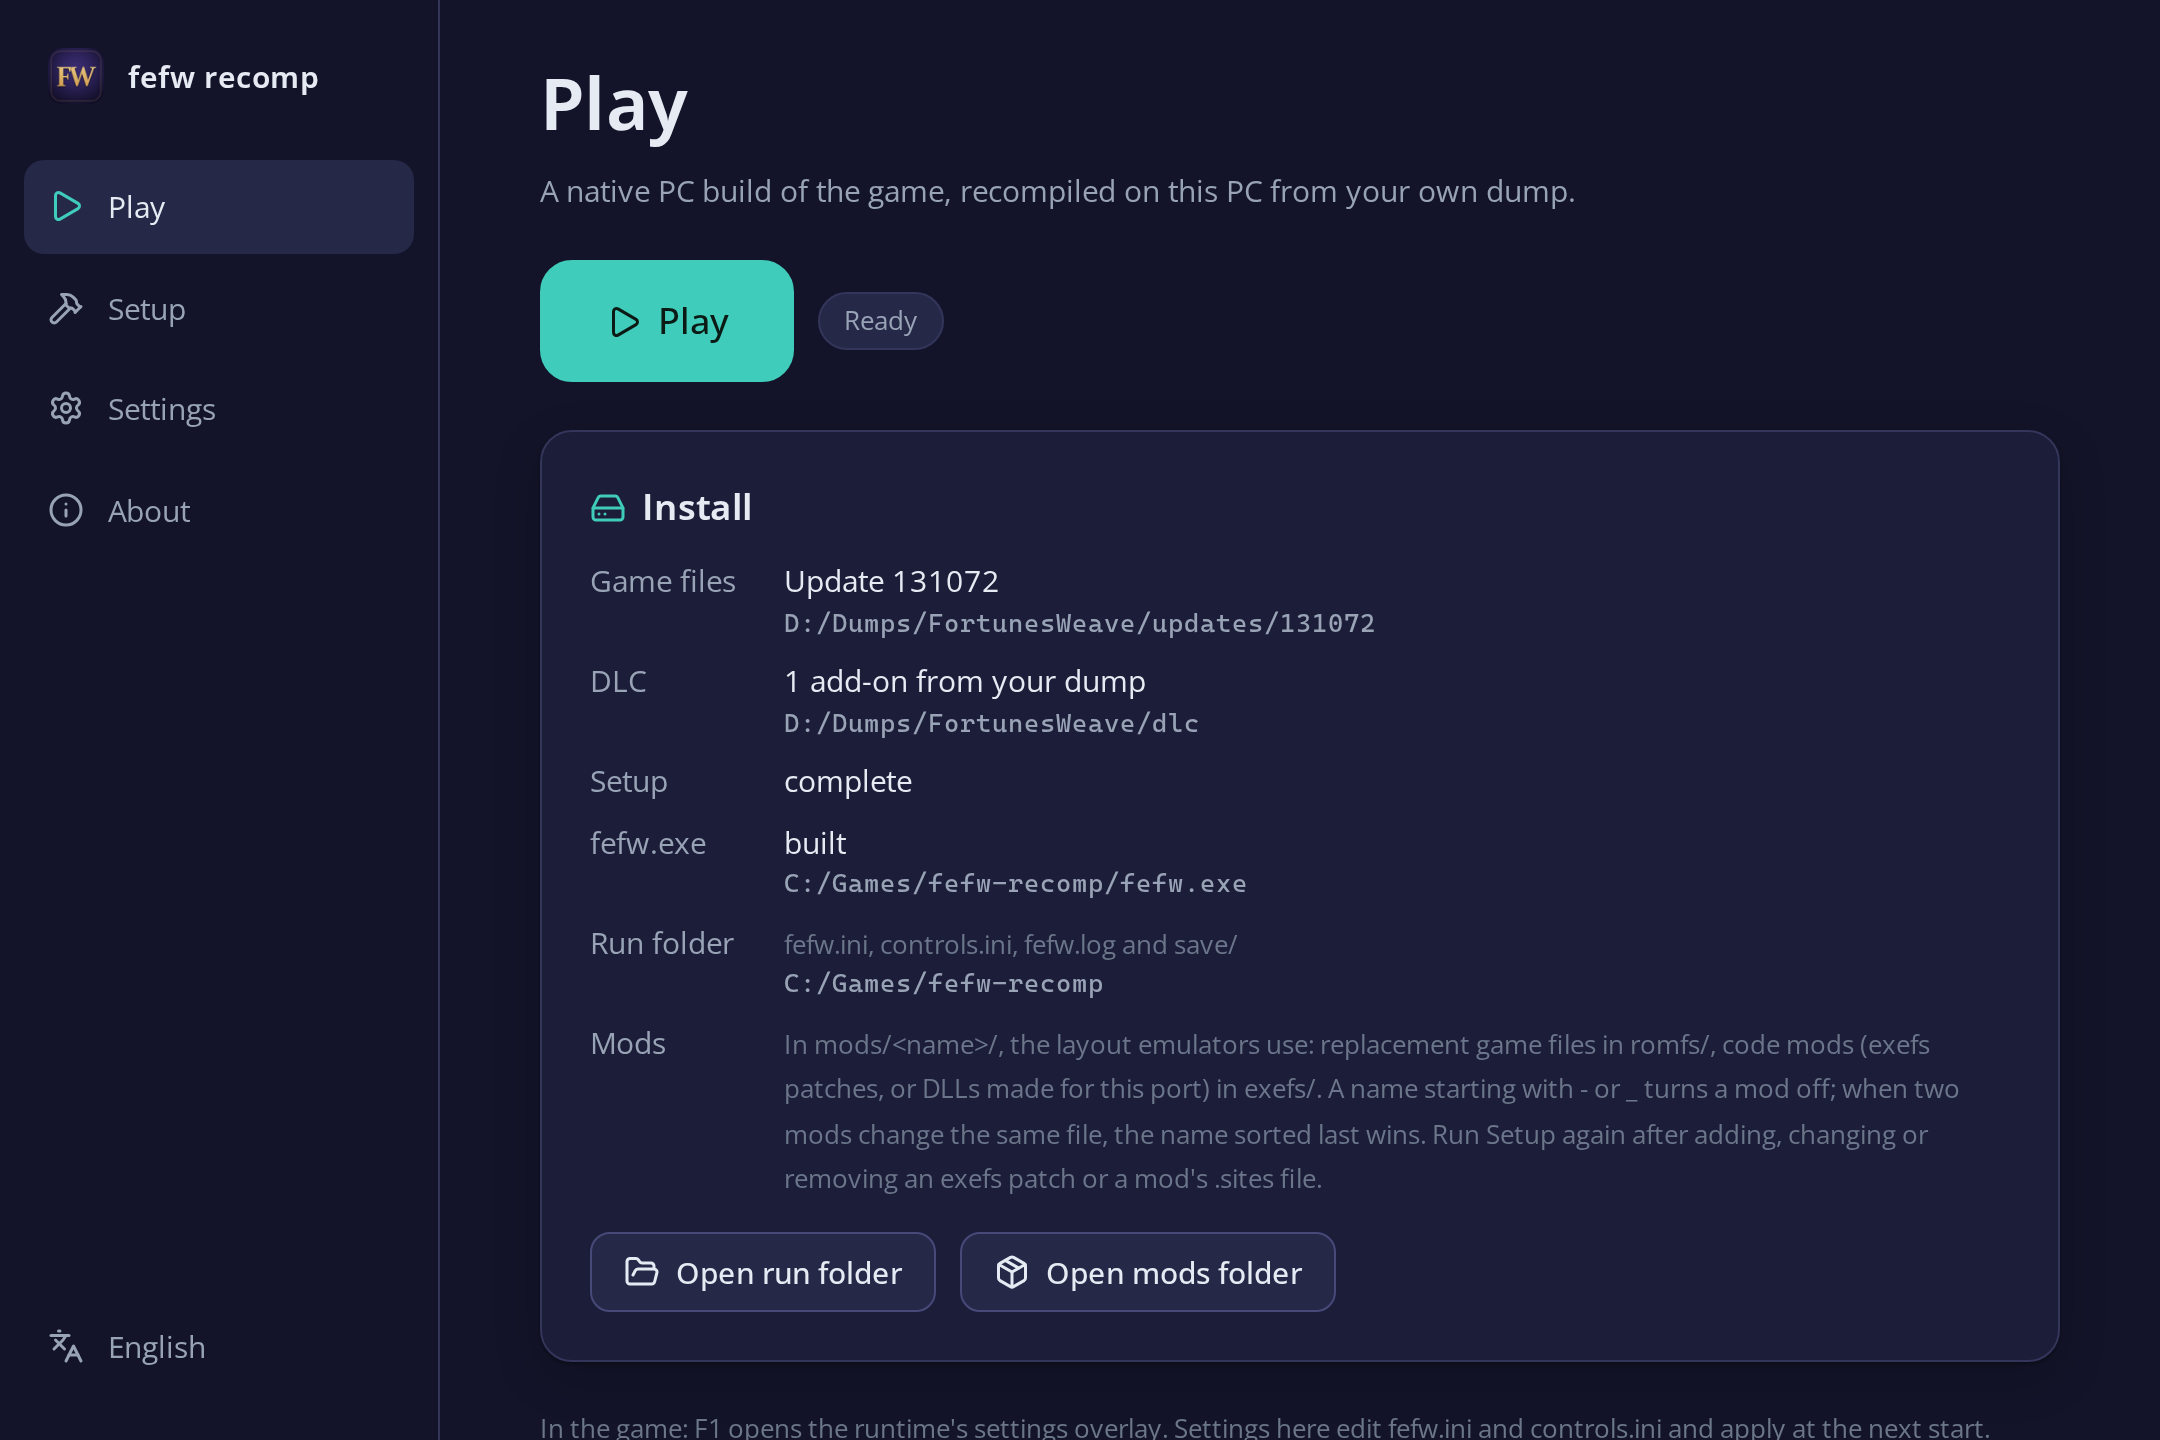 FW
fefw recomp
Play
Setup
Settings
About
English
Play
A native PC build of the game, recompiled on this PC from your own dump.
Play
Ready
Install
Game files
Update 131072
D:/Dumps/FortunesWeave/updates/131072
DLC
1 add-on from your dump
D:/Dumps/FortunesWeave/dlc
Setup
complete
fefw.exe
built
C:/Games/fefw-recomp/fefw.exe
Run folder
fefw.ini, controls.ini, fefw.log and save/
C:/Games/fefw-recomp
Mods
In mods/<name>/, the layout emulators use: replacement game files in romfs/, code mods (exefs
patches, or DLLs made for this port) in exefs/. A name starting with - or _ turns a mod off; when two
mods change the same file, the name sorted last wins. Run Setup again after adding, changing or
removing an exefs patch or a mod's .sites file.
Open run folder
Open mods folder
In the game: F1 opens the runtime's settings overlay. Settings here edit fefw.ini and controls.ini and apply at the next start.